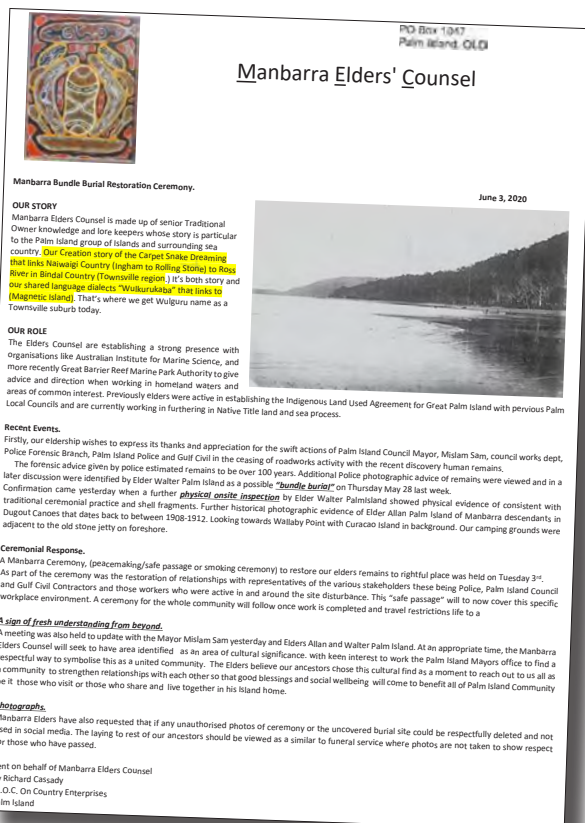 PO Box 1047
Palm Island, QLD
Manbarra Elders' Counsel
Manbarra Bundle Burial Restoration Ceremony.
June 3, 2020
OUR STORY
Manbarra Elders Counsel is made up of senior Traditional
Owner knowledge and lore keepers whose story is particular
to the Palm Island group of Islands and surrounding sea
country. Our Creation story of the Carpet Snake Dreaming
that links Naiwaigi Country (Ingham to Rolling Stone) to Ross
River in Bindal Country (Townsville region.) It's both story and
our shared language dialects "Wulkurukaba" that links to
(Magnetic Island). That's where we get Wulguru name as a
Townsville suburb today.
OUR ROLE
The Elders Counsel are establishing a strong presence with
organisations like Australian Institute for Marine Science, and
more recently Great Barrier Reef Marine Park Authority to give
advice and direction when working in homeland waters and
areas of common interest. Previously elders were active in establishing the Indigenous Land Used Agreement for Great Palm Island with pervious Palm
Local Councils and are currently working in furthering in Native Title land and sea process.
Recent Events.
Firstly, our eldership wishes to express its thanks and appreciation for the swift actions of Palm Island Council Mayor, Mislam Sam, council works dept,
Police Forensic Branch, Palm Island Police and Gulf Civil in the ceasing of roadworks activity with the recent discovery human remains.
The forensic advice given by police estimated remains to be over 100 years. Additional Police photographic advice of remains were viewed and in a
later discussion were identified by Elder Walter Palm Island as a possible "bundle burial" on Thursday May 28 last week.
Confirmation came yesterday when a further physical onsite inspection by Elder Walter PalmIsland showed physical evidence of consistent with
traditional ceremonial practice and shell fragments. Further historical photographic evidence of Elder Allan Palm Island of Manbarra descendants in
Dugout Canoes that dates back to between 1908-1912. Looking towards Wallaby Point with Curacao Island in background. Our camping grounds were
adjacent to the old stone jetty on foreshore.
Ceremonial Response.
A Manbarra Ceremony, (peacemaking/safe passage or smoking ceremony) to restore our elders remains to rightful place was held on Tuesday 3rd.
As part of the ceremony was the restoration of relationships with representatives of the various stakeholders these being Police, Palm Island Council
and Gulf Civil Contractors and those workers who were active in and around the site disturbance. This "safe passage" will to now cover this specific
workplace environment. A ceremony for the whole community will follow once work is completed and travel restrictions life to a
A sign of fresh understanding from beyond.
A meeting was also held to update with the Mayor Mislam Sam yesterday and Elders Allan and Walter Palm Island. At an appropriate time, the Manbarra
Elders Counsel will seek to have area identified as an area of cultural significance. with keen interest to work the Palm Island Mayors office to find a
respectful way to symbolise this as a united community. The Elders believe our ancestors chose this cultural find as a moment to reach out to us all as
community to strengthen relationships with each other so that good blessings and social wellbeing will come to benefit all of Palm Island Community
e it those who visit or those who share and live together in his Island home.
hotographs.
Manbarra Elders have also requested that if any unauthorised photos of ceremony or the uncovered burial site could be respectfully deleted and not
sed in social media. The laying to rest of our ancestors should be viewed as a similar to funeral service where photos are not taken to show respect
or those who have passed.
ent on behalf of Manbarra Elders Counsel
Richard Cassady
.O.C. On Country Enterprises
lm Island